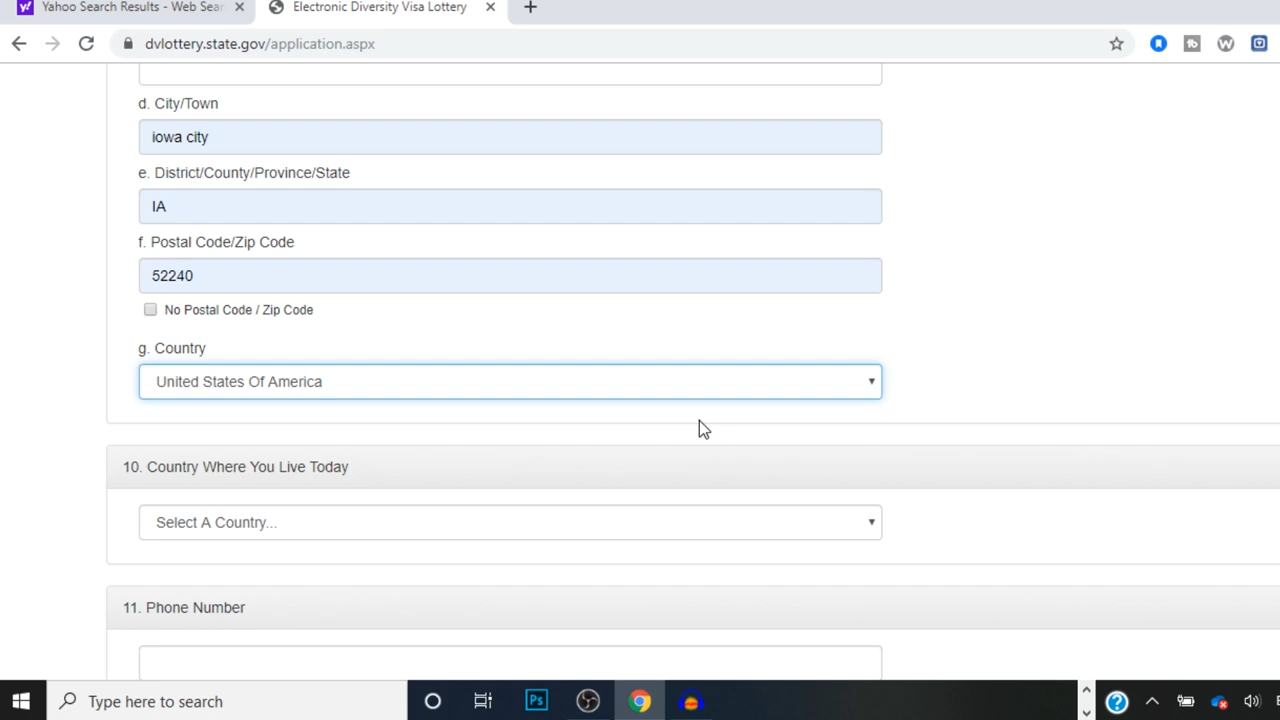 Yahoo Search Results - Web Sear
Electronic Diversity Visa Lottery
dvlottery.state.gov/application.aspx
d. City/Town
iowa city
e. District/County/Province/State
IA
f. Postal Code/Zip Code
52240
No Postal Code / Zip Code
g. Country
United States Of America
10. Country Where You Live Today
Select A Country...
11. Phone Number
Type here to search
Ps